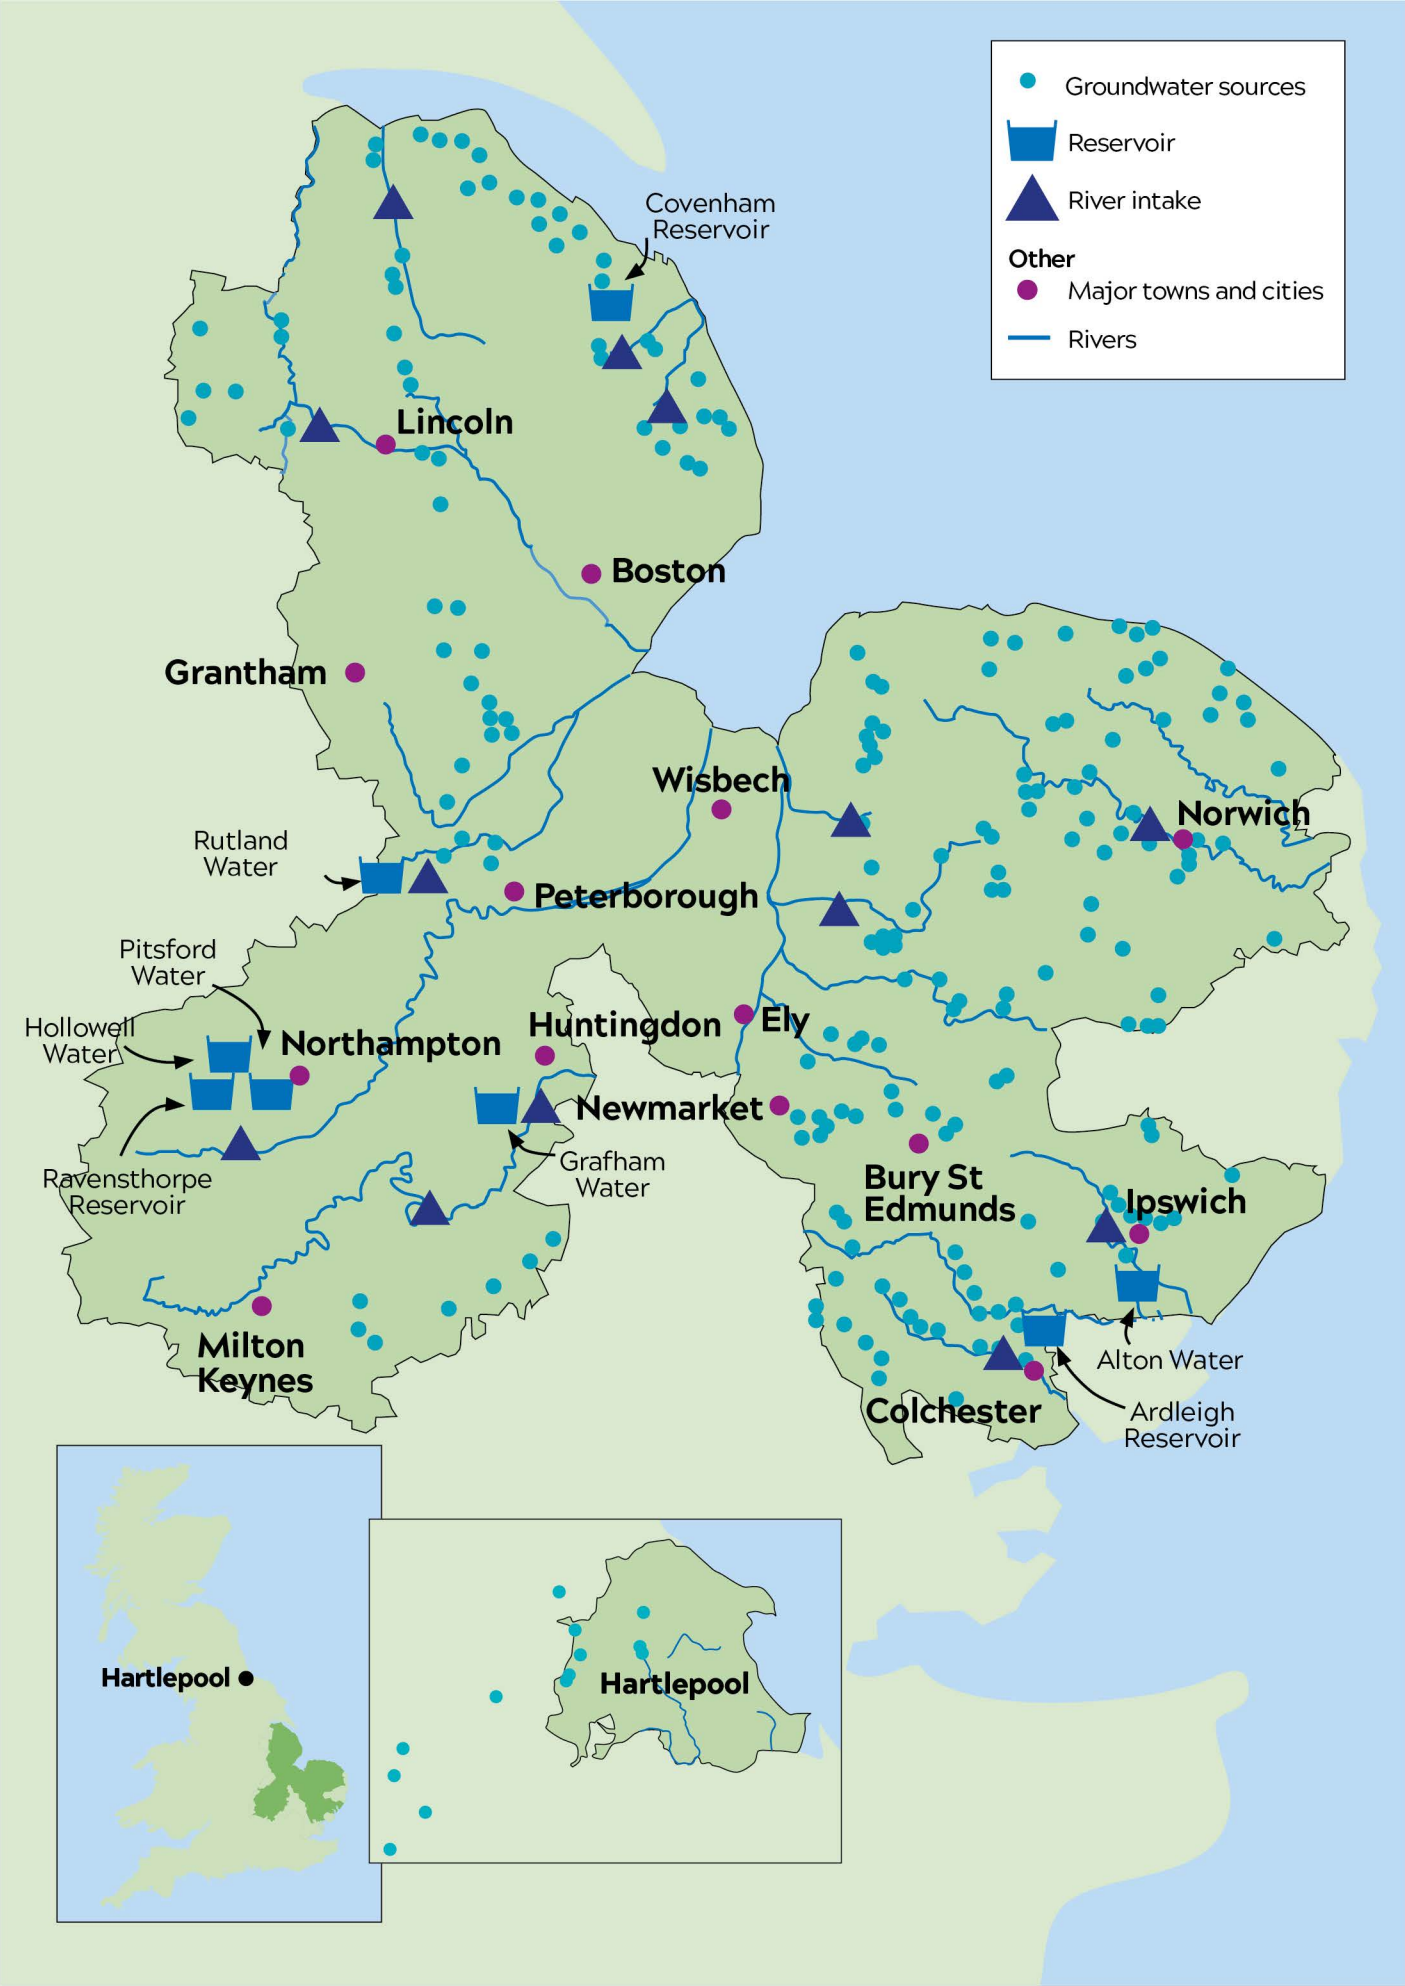 Groundwater sources
Reservoir
River intake
Other
Major towns and cities
Rivers
Covenham
Reservoir
Lincoln
Boston
Grantham
Wisbech
Norwich
Rutland
Water
Peterborough
Pitsford
Water
Hollowell
Water
Northampton
Huntingdon
Ely
Newmarket
Grafham
Water
Ravensthorpe
Reservoir
Bury St
Edmunds
Ipswich
Milton
Keynes
Alton Water
Colchester
Ardleigh
Reservoir
Hartlepool
Hartlepool